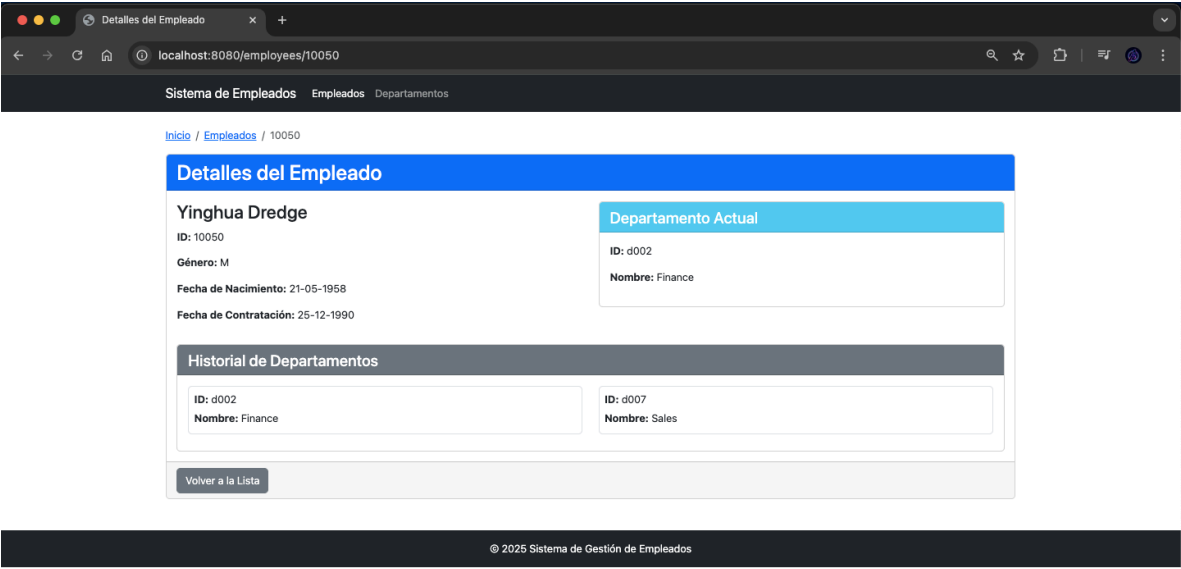 Detalles del Empleado
localhost:8080/employees/10050
Sistema de Empleados Empleados Departamentos
Inicio / Empleados / 10050
Detalles del Empleado
Yinghua Dredge
ID: 10050
Género: M
Fecha de Nacimiento: 21-05-1958
Fecha de Contratación: 25-12-1990
Departamento Actual
ID: d002
Nombre: Finance
Historial de Departamentos
ID: d002
Nombre: Finance
ID: d007
Nombre: Sales
Volver a la Lista
© 2025 Sistema de Gestión de Empleados